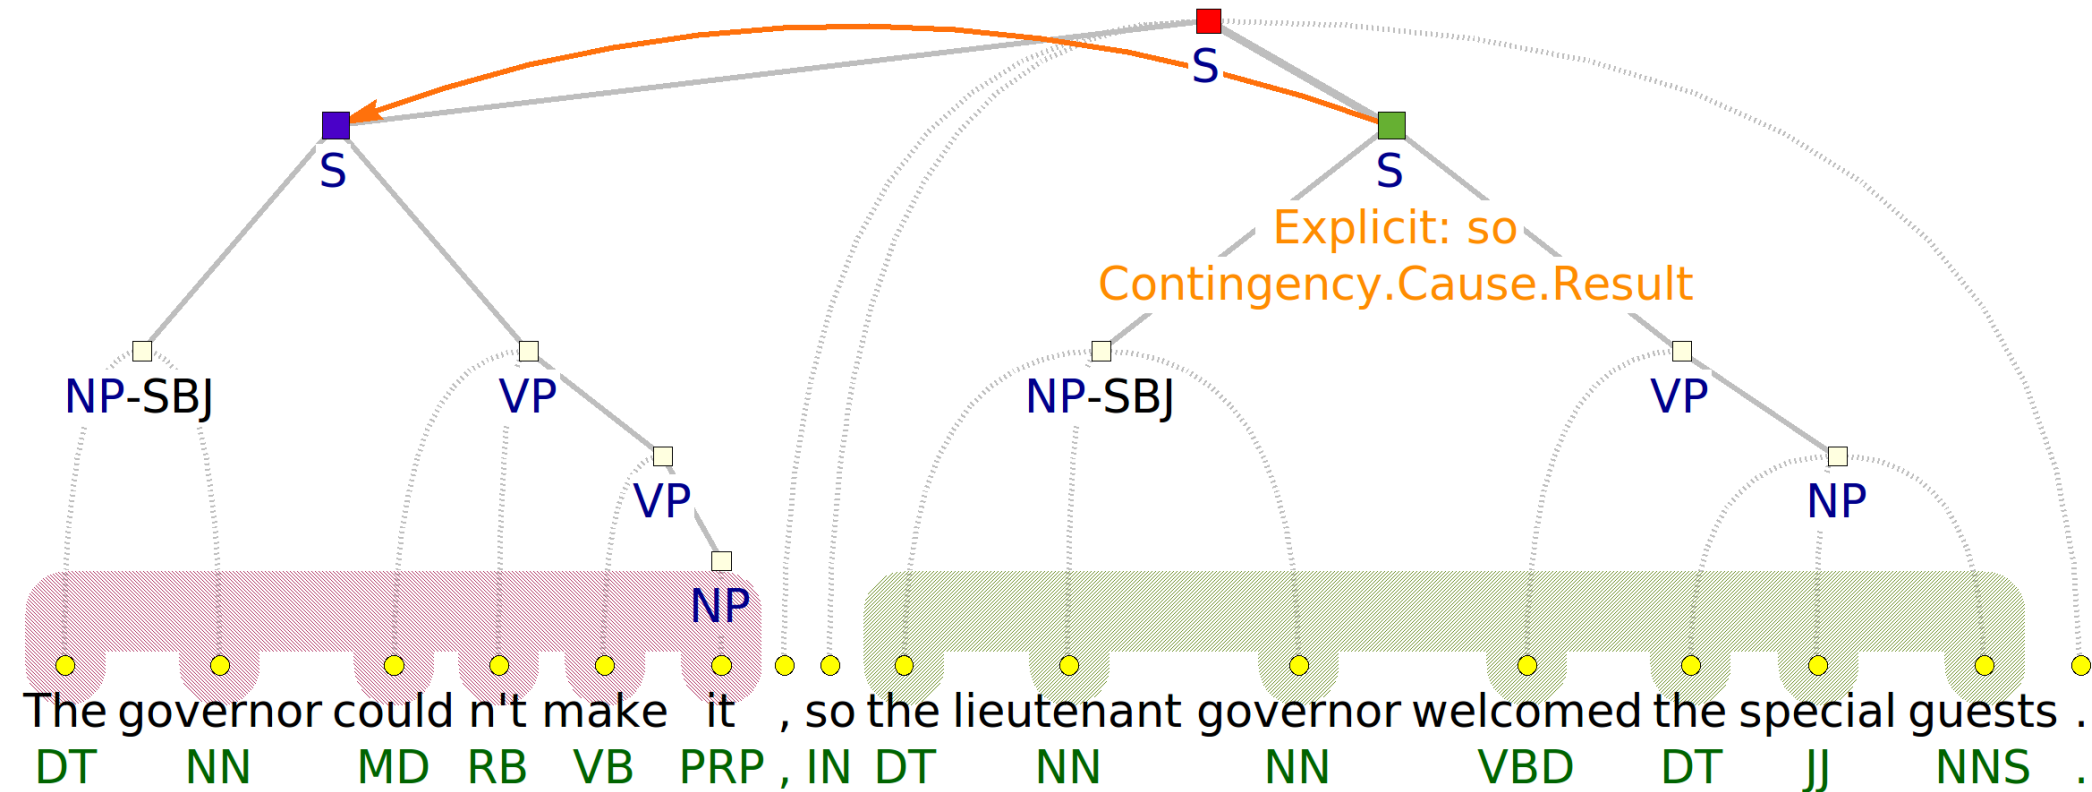 S
S S
Explicit: so
Contingency.Cause.Result
NP-SBJ VP NP-SBJ VP
VP NP
NP
The governor could n't make it , so the lieutenant governor welcomed the special guests .
DT NN MD RB VB PRP , IN DT NN NN VBD DT JJ NNS .